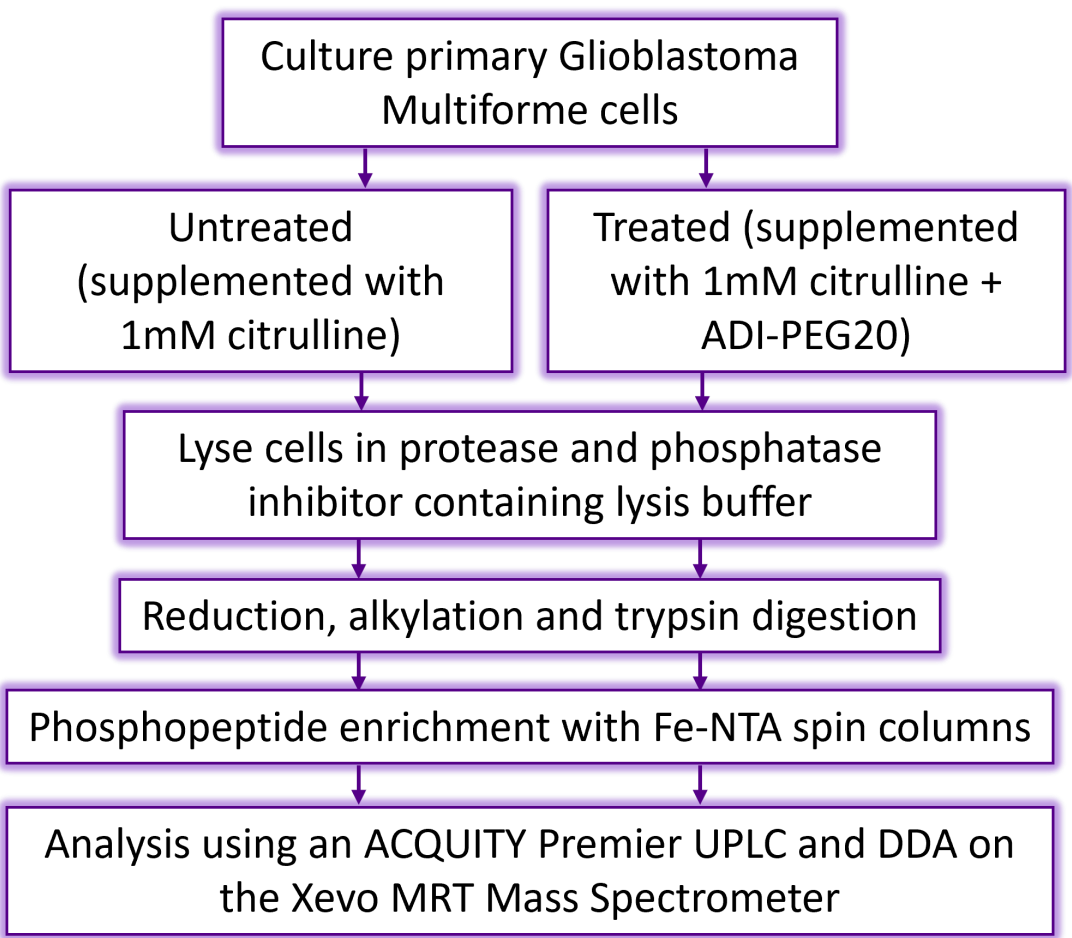 Culture primary Glioblastoma
Multiforme cells
Untreated
(supplemented with
1mM citrulline)
Treated (supplemented
with 1mM citrulline +
ADI-PEG20)
Lyse cells in protease and phosphatase
inhibitor containing lysis buffer
Reduction, alkylation and trypsin digestion
Phosphopeptide enrichment with Fe-NTA spin columns
Analysis using an ACQUITY Premier UPLC and DDA on
the Xevo MRT Mass Spectrometer